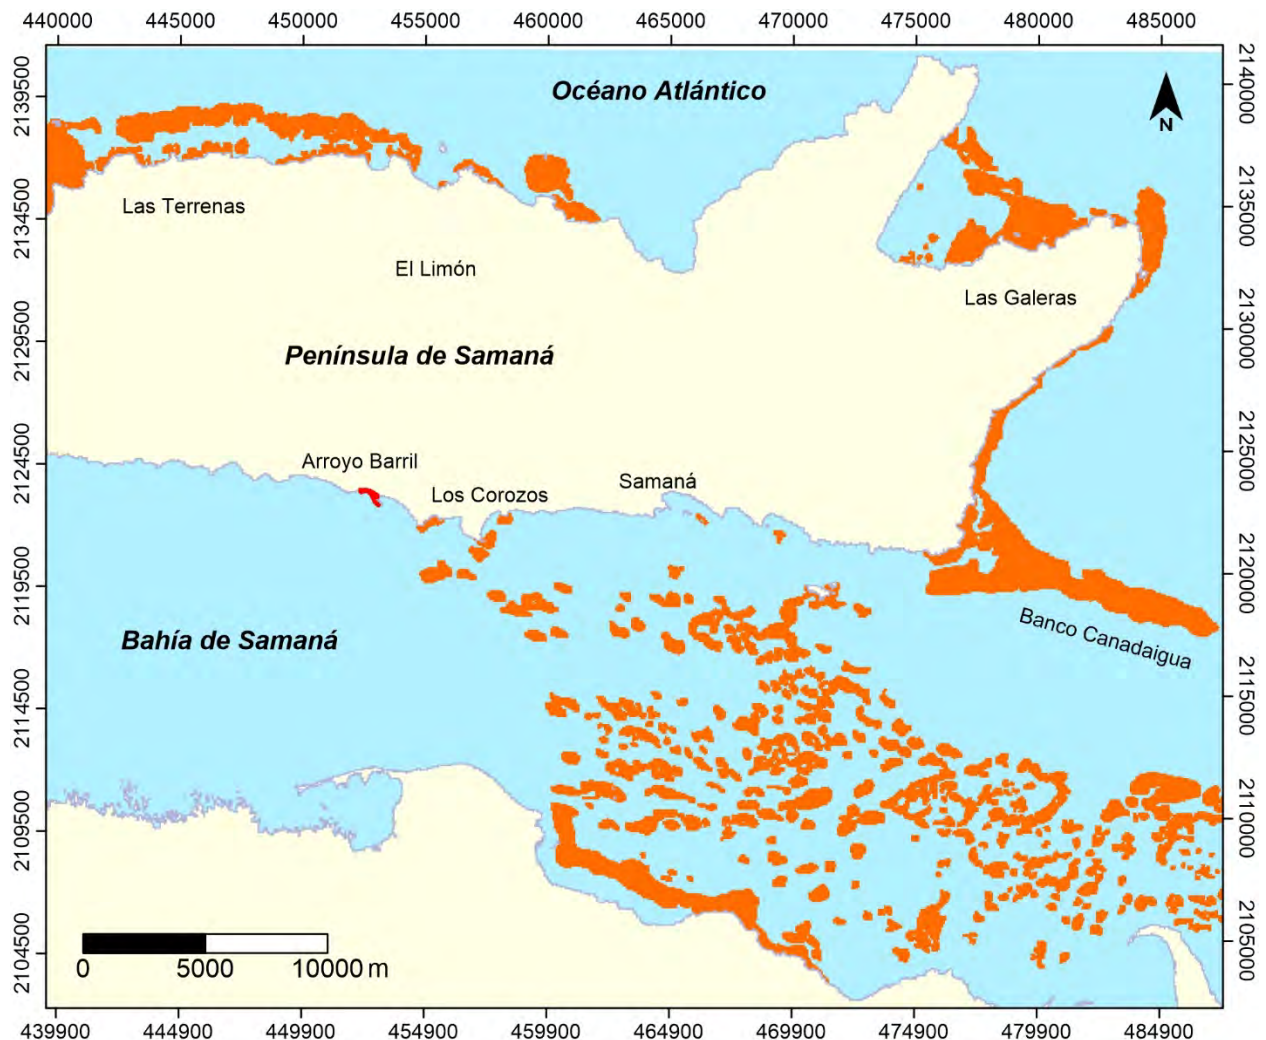 440000 445000 450000 455000 460000 465000 470000 475000 480000 485000
2139500
2134500
2129500
2124500
2119500
2114500
2109500
2104500
2140000
2135000
2130000
2125000
2120000
2115000
2110000
2105000
Océano Atlántico
N
Las Terrenas
El Limón
Las Galeras
Península de Samaná
Arroyo Barril
Los Corozos
Samaná
Bahía de Samaná
Banco Canadaigua
0 5000 10000 m
439900 444900 449900 454900 459900 464900 469900 474900 479900 484900